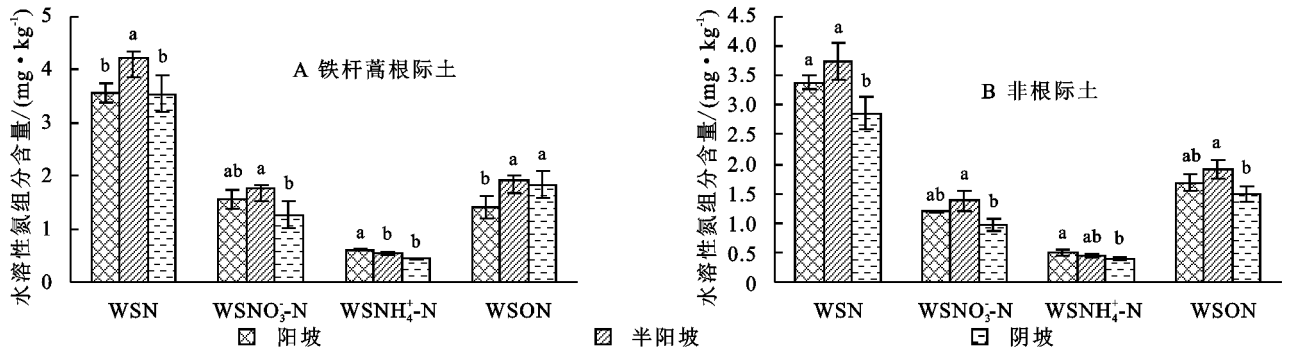 水溶性氮组分含量/(mg·kg⁻¹)
5
4
3
2
1
0
A 铁杆蒿根际土
b a b
ab a b
a b b
b a a
WSN WSNO₃⁻-N WSNH₄⁺-N WSON
水溶性氮组分含量/(mg·kg⁻¹)
4.5
4.0
3.5
3.0
2.5
2.0
1.5
1.0
0.5
0
B 非根际土
a a b
ab a b
a ab b
ab a b
WSN WSNO₃⁻-N WSNH₄⁺-N WSON
阳坡 半阳坡 阴坡